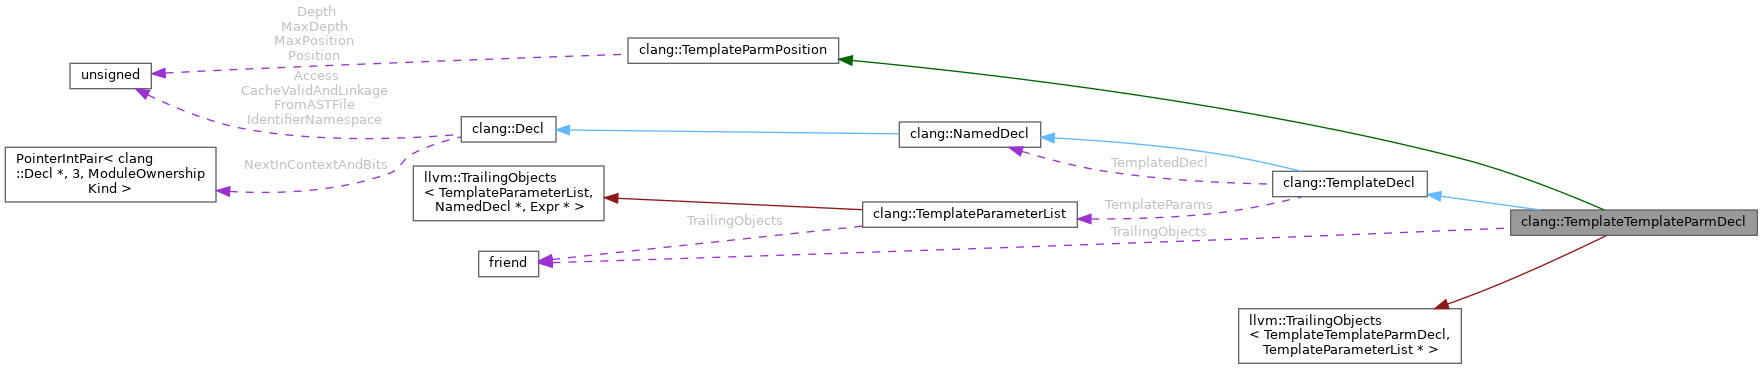 Depth
MaxDepth
MaxPosition
Position
clang::TemplateParmPosition
unsigned
Access
CacheValidAndLinkage
FromASTFile
IdentifierNamespace
clang::Decl
clang::NamedDecl
PointerIntPair< clang
::Decl *, 3, ModuleOwnership
Kind >
NextInContextAndBits
TemplatedDecl
llvm::TrailingObjects
< TemplateParameterList,
NamedDecl *, Expr * >
clang::TemplateDecl
TemplateParams
clang::TemplateParameterList
TrailingObjects
clang::TemplateTemplateParmDecl
TrailingObjects
friend
llvm::TrailingObjects
< TemplateTemplateParmDecl,
TemplateParameterList * >